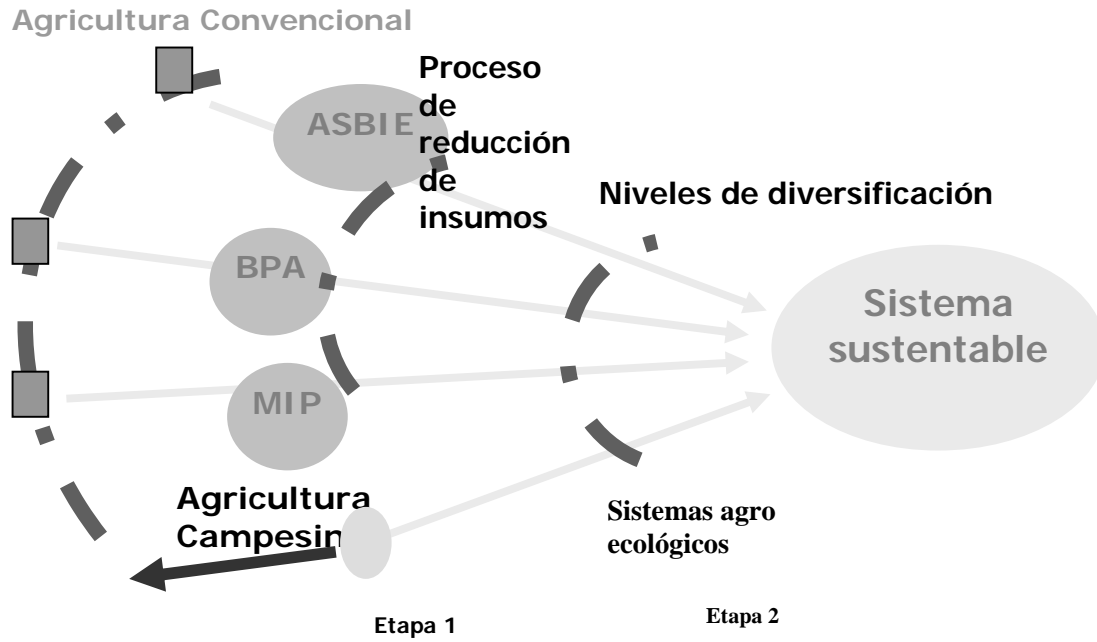 Agricultura Convencional
Proceso
de
reducción
de
insumos
ASBIE
Niveles de diversificación
BPA
Sistema
sustentable
MIP
Agricultura
Campesin
Sistemas agro
ecológicos
Etapa 1
Etapa 2